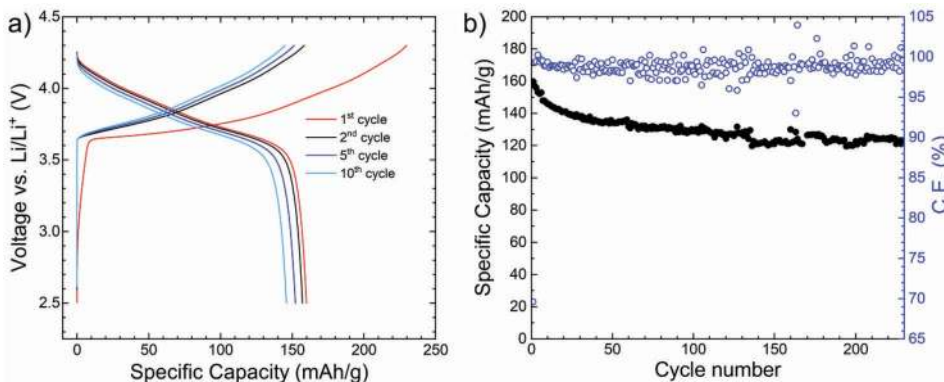 a)
Voltage vs. Li/Li⁺ (V)
4.0
3.5
3.0
2.5
1ˢᵗ cycle
2ⁿᵈ cycle
5ᵗʰ cycle
10ᵗʰ cycle
0 50 100 150 200 250
Specific Capacity (mAh/g)
b)
Specific Capacity (mAh/g)
200
180
160
140
120
100
80
60
40
20
0
0 50 100 150 200
Cycle number
105
100
95
90
85
80
75
70
65
C.E. (%)